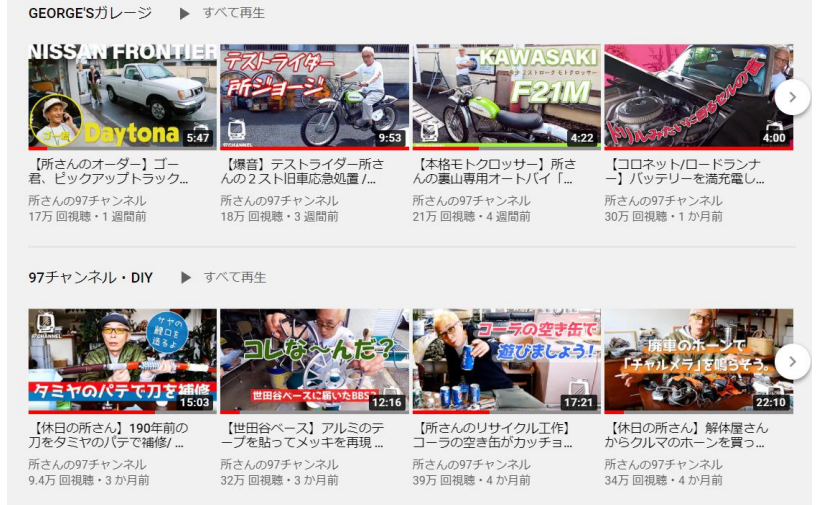 GEORGE'Sガレージ ▶ すべて再生
NISSAN FRONTIER
ゴー君
Daytona
5:47
テストライダー
所ジョージ
9:53
KAWASAKI
F21M
4:22
ドリルみたいに回るセルの音
4:00
【所さんのオーダー】ゴー
君、ピックアップトラック...
所さんの97チャンネル
17万 回視聴・1 週間前
【爆音】テストライダー所さ
んの２スト旧車応急処置 /...
所さんの97チャンネル
18万 回視聴・3 週間前
【本格モトクロッサー】所さ
んの裏山専用オートバイ「...
所さんの97チャンネル
21万 回視聴・4 週間前
【コロネット/ロードランナ
ー】バッテリーを満充電し...
所さんの97チャンネル
30万 回視聴・1 か月前
97チャンネル・DIY ▶ すべて再生
サヤの
鯉口を
造るよ
タミヤのパテで刀を補修
15:03
コレな〜んだ?
世田谷ベースに届いたBBS?
12:16
コーラの空き缶で
遊びましょう!
17:21
廃車のホーンで
「チャルメラ」を鳴らそう。
22:10
【休日の所さん】190年前の
刀をタミヤのパテで補修/ ...
所さんの97チャンネル
9.4万 回視聴・3 か月前
【世田谷ベース】アルミのテ
ープを貼ってメッキを再現 ...
所さんの97チャンネル
32万 回視聴・3 か月前
【所さんのリサイクル工作】
コーラの空き缶がカッチョ...
所さんの97チャンネル
39万 回視聴・4 か月前
【休日の所さん】解体屋さん
からクルマのホーンを買っ...
所さんの97チャンネル
34万 回視聴・4 か月前